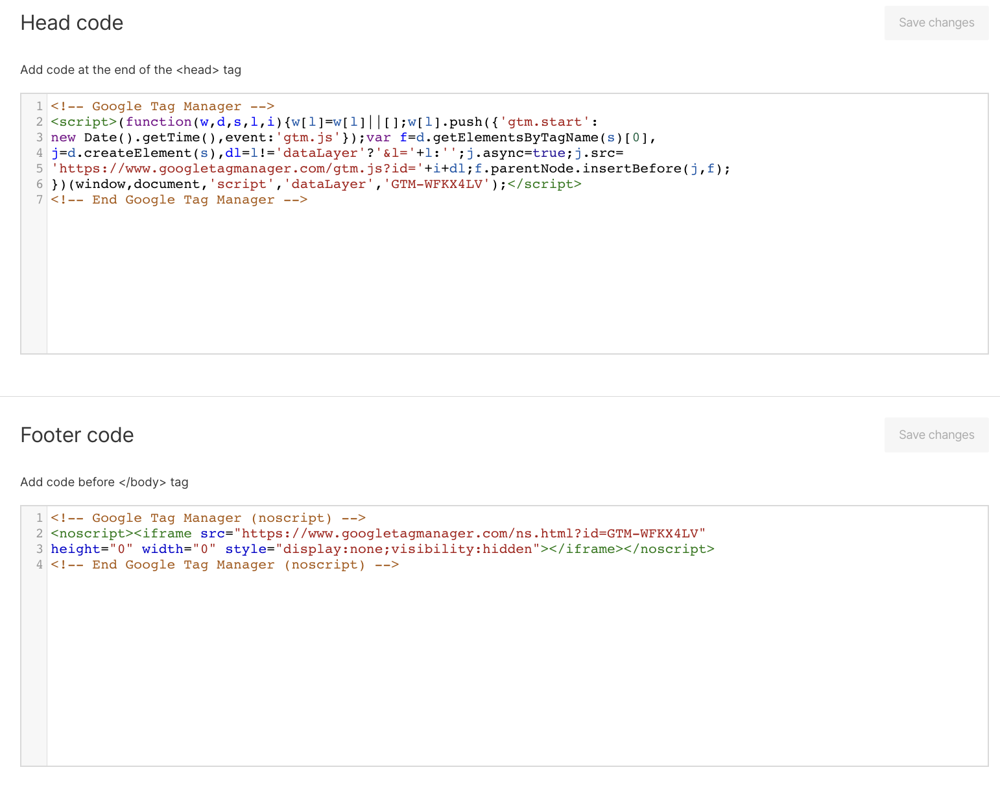 Head code
Save changes
Add code at the end of the <head> tag
1 <!-- Google Tag Manager -->
2 <script>(function(w,d,s,l,i){w[l]=w[l]||[];w[l].push({'gtm.start':
3 new Date().getTime(),event:'gtm.js'});var f=d.getElementsByTagName(s)[0],
4 j=d.createElement(s),dl=l!='dataLayer'?'&l='+l:'';j.async=true;j.src=
5 'https://www.googletagmanager.com/gtm.js?id='+i+dl;f.parentNode.insertBefore(j,f);
6 })(window,document,'script','dataLayer','GTM-WFKX4LV');</script>
7 <!-- End Google Tag Manager -->
Footer code
Save changes
Add code before </body> tag
1 <!-- Google Tag Manager (noscript) -->
2 <noscript><iframe src="https://www.googletagmanager.com/ns.html?id=GTM-WFKX4LV"
3 height="0" width="0" style="display:none;visibility:hidden"></iframe></noscript>
4 <!-- End Google Tag Manager (noscript) -->